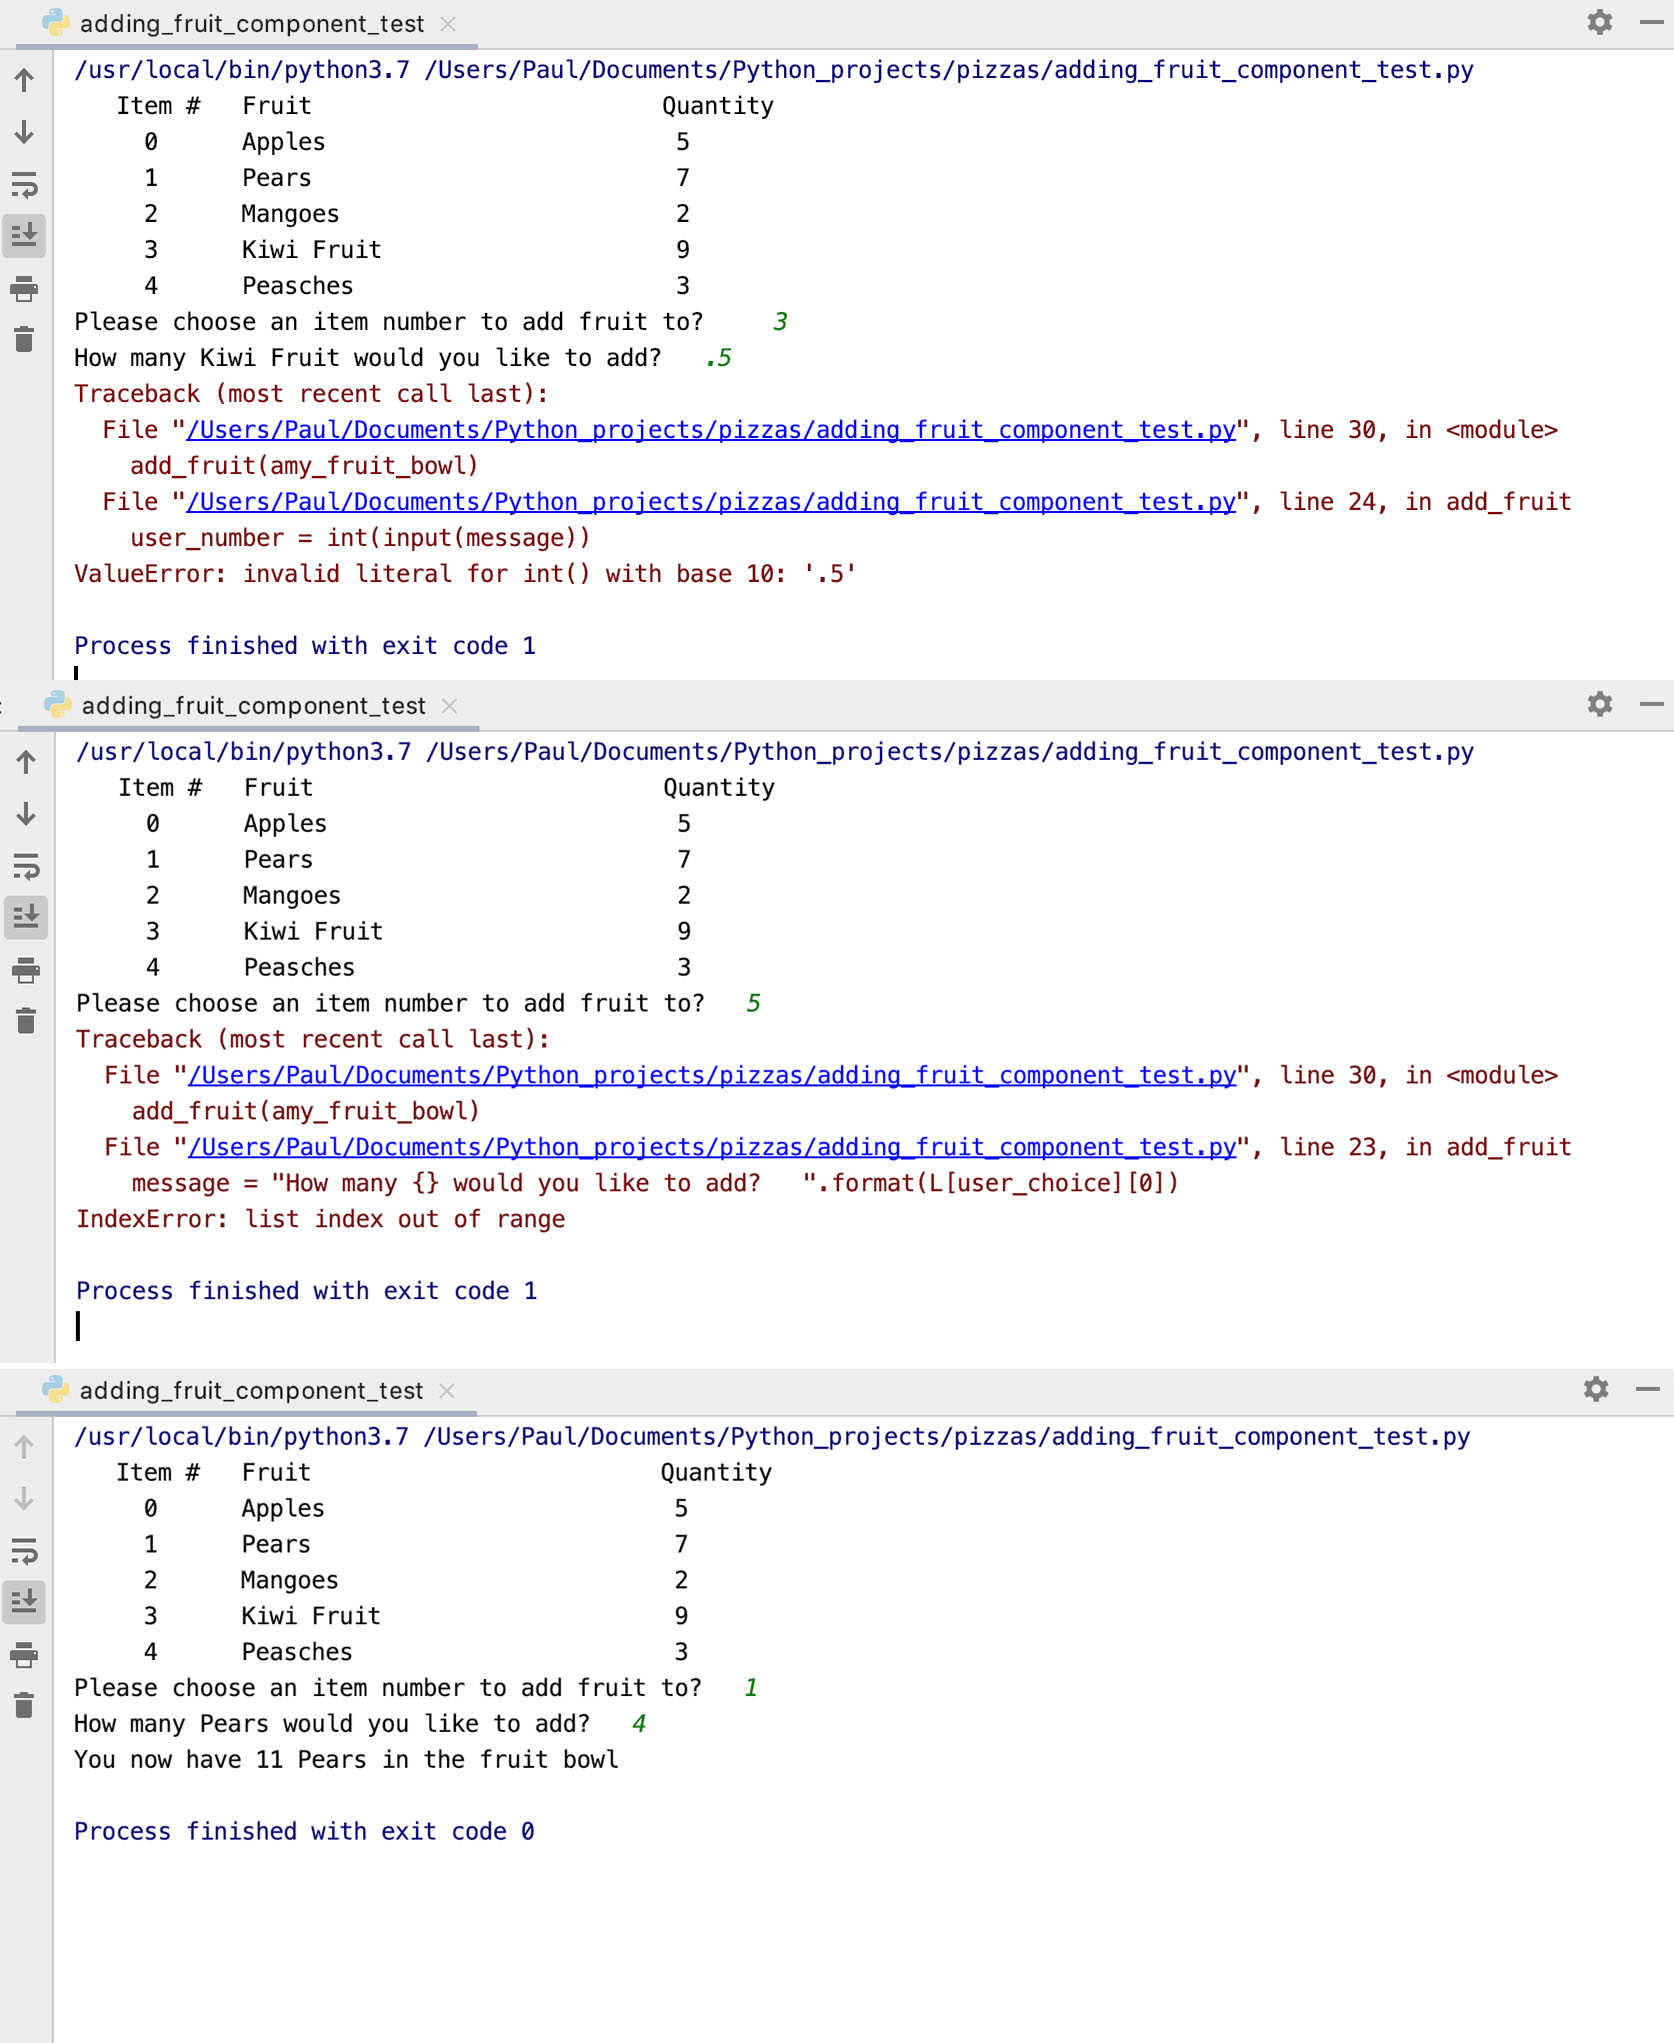 adding_fruit_component_test
/usr/local/bin/python3.7 /Users/Paul/Documents/Python_projects/pizzas/adding_fruit_component_test.py
Item # Fruit Quantity
0 Apples 5
1 Pears 7
2 Mangoes 2
3 Kiwi Fruit 9
4 Peasches 3
Please choose an item number to add fruit to? 3
How many Kiwi Fruit would you like to add? .5
Traceback (most recent call last):
File "/Users/Paul/Documents/Python_projects/pizzas/adding_fruit_component_test.py", line 30, in <module>
add_fruit(amy_fruit_bowl)
File "/Users/Paul/Documents/Python_projects/pizzas/adding_fruit_component_test.py", line 24, in add_fruit
user_number = int(input(message))
ValueError: invalid literal for int() with base 10: '.5'
Process finished with exit code 1
adding_fruit_component_test
/usr/local/bin/python3.7 /Users/Paul/Documents/Python_projects/pizzas/adding_fruit_component_test.py
Item # Fruit Quantity
0 Apples 5
1 Pears 7
2 Mangoes 2
3 Kiwi Fruit 9
4 Peasches 3
Please choose an item number to add fruit to? 5
Traceback (most recent call last):
File "/Users/Paul/Documents/Python_projects/pizzas/adding_fruit_component_test.py", line 30, in <module>
add_fruit(amy_fruit_bowl)
File "/Users/Paul/Documents/Python_projects/pizzas/adding_fruit_component_test.py", line 23, in add_fruit
message = "How many {} would you like to add?   ".format(L[user_choice][0])
IndexError: list index out of range
Process finished with exit code 1
adding_fruit_component_test
/usr/local/bin/python3.7 /Users/Paul/Documents/Python_projects/pizzas/adding_fruit_component_test.py
Item # Fruit Quantity
0 Apples 5
1 Pears 7
2 Mangoes 2
3 Kiwi Fruit 9
4 Peasches 3
Please choose an item number to add fruit to? 1
How many Pears would you like to add? 4
You now have 11 Pears in the fruit bowl
Process finished with exit code 0